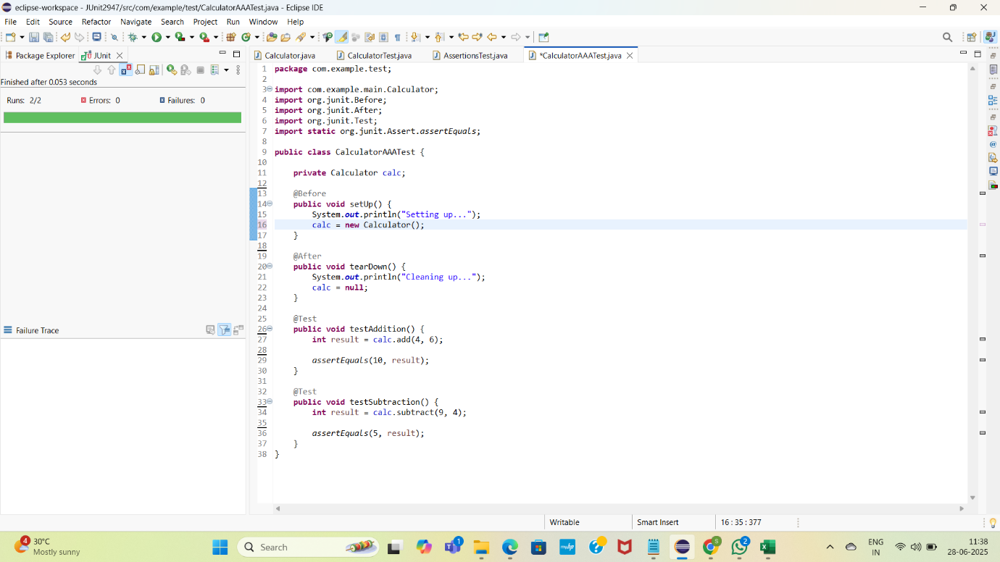 eclipse-workspace - JUnit2947/src/com/example/test/CalculatorAAATest.java - Eclipse IDE
File Edit Source Refactor Navigate Search Project Run Window Help
Package Explorer JUnit
Finished after 0.053 seconds
Runs: 2/2 Errors: 0 Failures: 0
Failure Trace
Calculator.java CalculatorTest.java AssertionsTest.java *CalculatorAAATest.java
1 package com.example.test;
2
3 import com.example.main.Calculator;
4 import org.junit.Before;
5 import org.junit.After;
6 import org.junit.Test;
7 import static org.junit.Assert.assertEquals;
8
9 public class CalculatorAAATest {
10
11 private Calculator calc;
12
13 @Before
14 public void setUp() {
15 System.out.println("Setting up...");
16 calc = new Calculator();
17 }
18
19 @After
20 public void tearDown() {
21 System.out.println("Cleaning up...");
22 calc = null;
23 }
24
25 @Test
26 public void testAddition() {
27 int result = calc.add(4, 6);
28
29 assertEquals(10, result);
30 }
31
32 @Test
33 public void testSubtraction() {
34 int result = calc.subtract(9, 4);
35
36 assertEquals(5, result);
37 }
38 }
Writable Smart Insert 16 : 35 : 377
4 30°C
Mostly sunny
Search
1
2
ENG
IN
11:38
28-06-2025